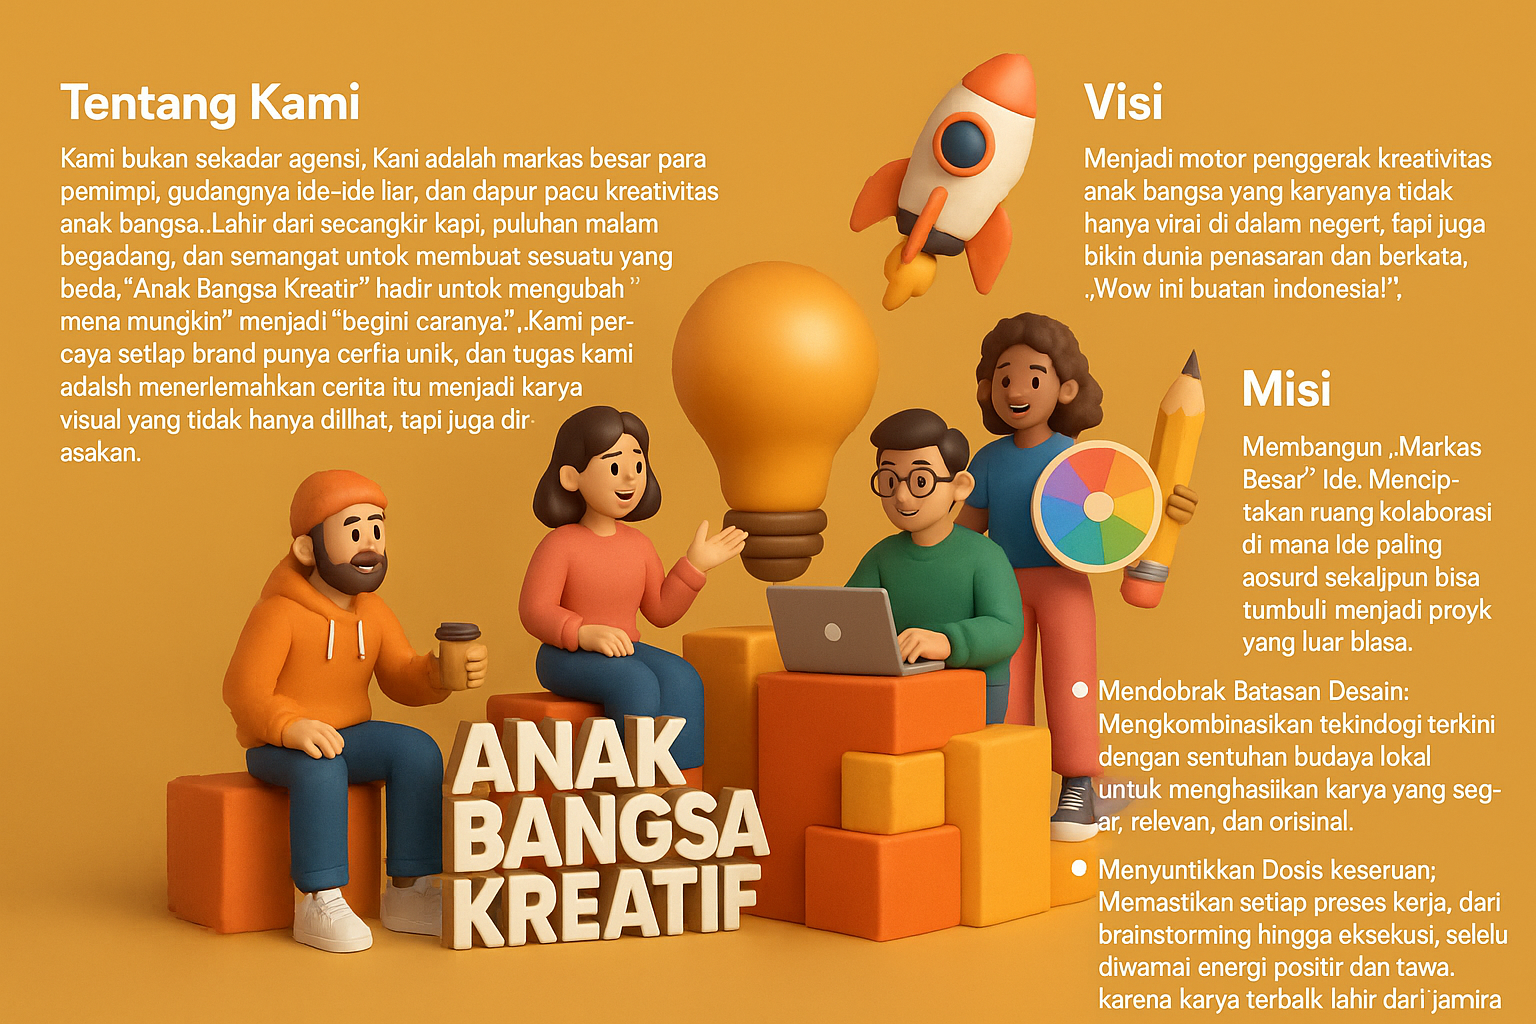 Tentang Kami
Kami bukan sekadar agensi, Kani adalah markas besar para
pemimpi, gudangnya ide-ide liar, dan dapur pacu kreativitas
anak bangsa..Lahir dari secangkir kapi, puluhan malam
begadang, dan semangat untok membuat sesuatu yang
beda,“Anak Bangsa Kreatir” hadir untok mengubah ”
mena mungkin” menjadi “begini caranya.”,.Kami per-
caya setlap brand punya cerfia unik, dan tugas kami
adalsh menerlemahkan cerita itu menjadi karya
visual yang tidak hanya dillhat, tapi juga dir-
asakan.
Visi
Menjadi motor penggerak kreativitas
anak bangsa yang karyanya tidak
hanya virai di dalam negert, fapi juga
bikin dunia penasaran dan berkata,
.,Wow ini buatan indonesia!”,
Misi
Membangun ,.Markas
Besar” Ide. Mencip-
takan ruang kolaborasi
di mana Ide paling
aosurd sekaljpun bisa
tumbuli menjadi proyk
yang luar blasa.
Mendobrak Batasan Desain:
Mengkombinasikan tekindogi terkini
dengan sentuhan budaya lokal
untuk menghasiikan karya yang seg-
ar, relevan, dan orisinal.
Menyuntikkan Dosis keseruan;
Memastikan setiap preses kerja, dari
brainstorming hingga eksekusi, selelu
diwamai energi positir dan tawa.
karena karya terbalk lahir dari jamira
ANAK
BANGSA
KREATIF